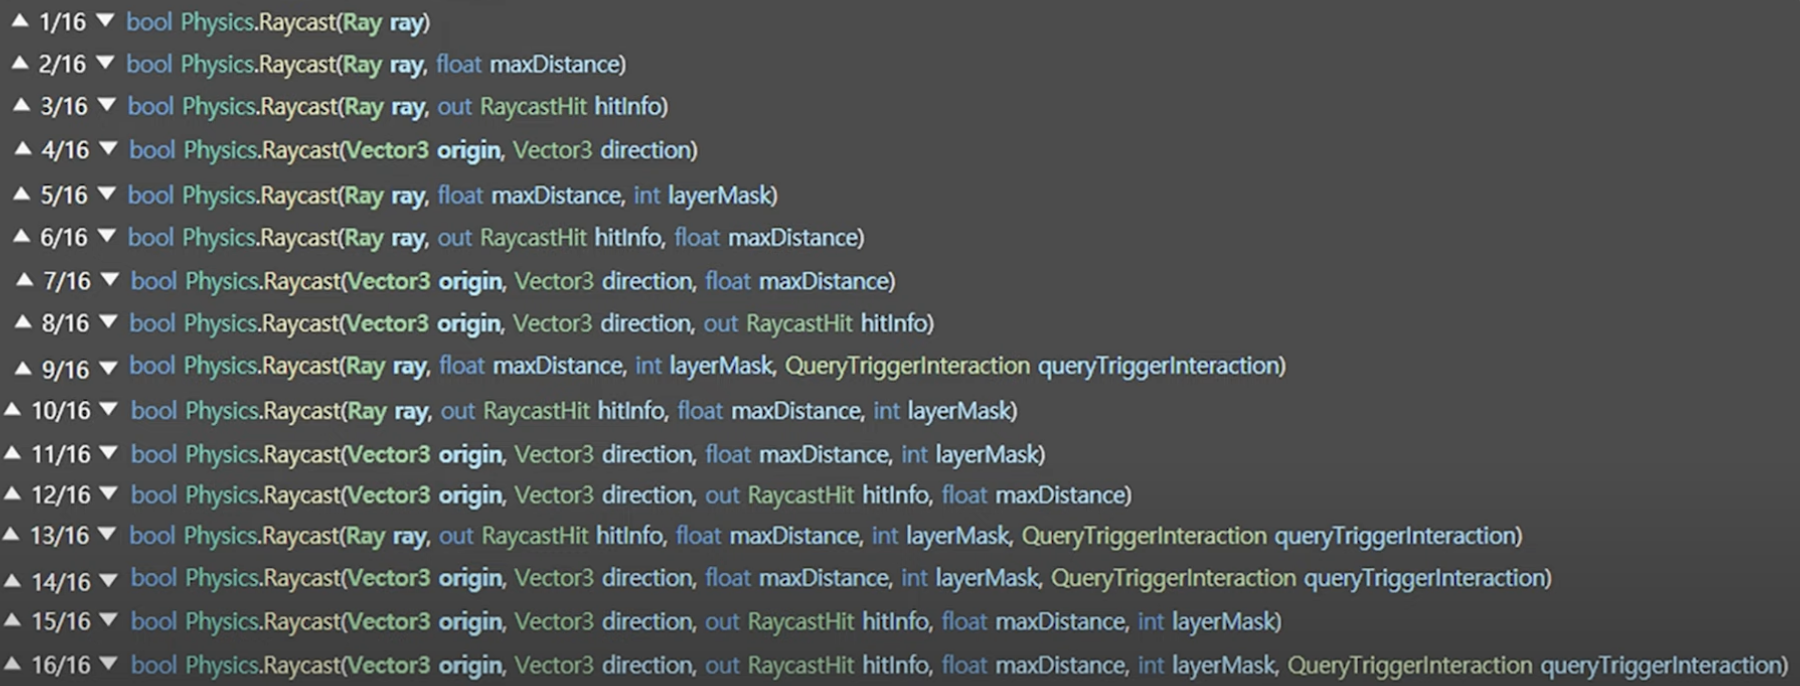 ▲ 1/16 ▼ bool Physics.Raycast(Ray ray)
▲ 2/16 ▼ bool Physics.Raycast(Ray ray, float maxDistance)
▲ 3/16 ▼ bool Physics.Raycast(Ray ray, out RaycastHit hitInfo)
▲ 4/16 ▼ bool Physics.Raycast(Vector3 origin, Vector3 direction)
▲ 5/16 ▼ bool Physics.Raycast(Ray ray, float maxDistance, int layerMask)
▲ 6/16 ▼ bool Physics.Raycast(Ray ray, out RaycastHit hitInfo, float maxDistance)
▲ 7/16 ▼ bool Physics.Raycast(Vector3 origin, Vector3 direction, float maxDistance)
▲ 8/16 ▼ bool Physics.Raycast(Vector3 origin, Vector3 direction, out RaycastHit hitInfo)
▲ 9/16 ▼ bool Physics.Raycast(Ray ray, float maxDistance, int layerMask, QueryTriggerInteraction queryTriggerInteraction)
▲ 10/16 ▼ bool Physics.Raycast(Ray ray, out RaycastHit hitInfo, float maxDistance, int layerMask)
▲ 11/16 ▼ bool Physics.Raycast(Vector3 origin, Vector3 direction, float maxDistance, int layerMask)
▲ 12/16 ▼ bool Physics.Raycast(Vector3 origin, Vector3 direction, out RaycastHit hitInfo, float maxDistance)
▲ 13/16 ▼ bool Physics.Raycast(Ray ray, out RaycastHit hitInfo, float maxDistance, int layerMask, QueryTriggerInteraction queryTriggerInteraction)
▲ 14/16 ▼ bool Physics.Raycast(Vector3 origin, Vector3 direction, float maxDistance, int layerMask, QueryTriggerInteraction queryTriggerInteraction)
▲ 15/16 ▼ bool Physics.Raycast(Vector3 origin, Vector3 direction, out RaycastHit hitInfo, float maxDistance, int layerMask)
▲ 16/16 ▼ bool Physics.Raycast(Vector3 origin, Vector3 direction, out RaycastHit hitInfo, float maxDistance, int layerMask, QueryTriggerInteraction queryTriggerInteraction)